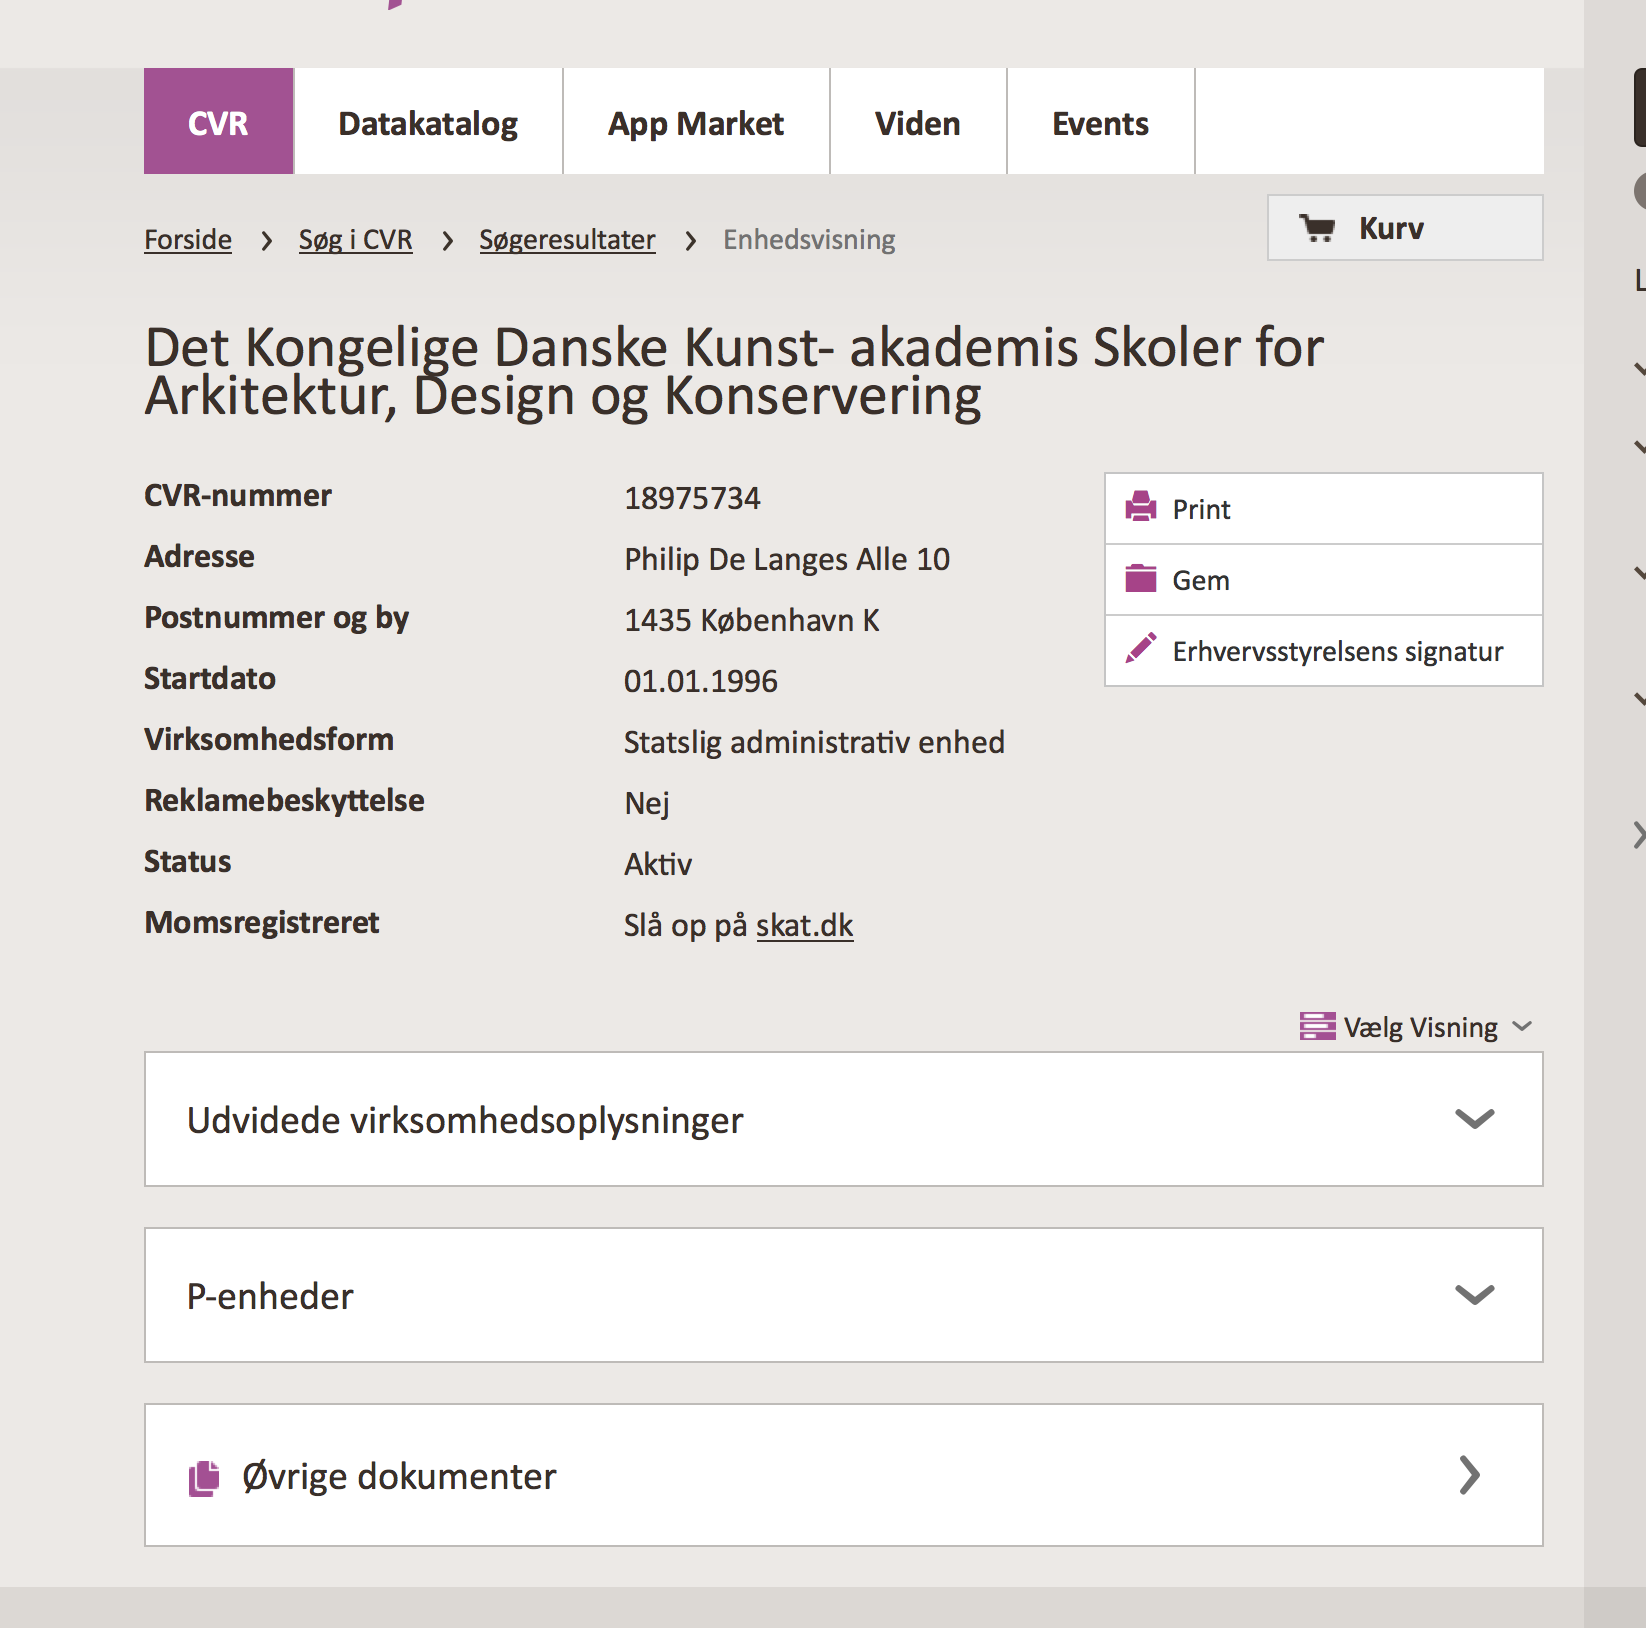 CVR Datakatalog App Market Viden Events
Forside > Søg i CVR > Søgeresultater > Enhedsvisning
Kurv
Det Kongelige Danske Kunst- akademis Skoler for
Arkitektur, Design og Konservering
CVR-nummer 18975734
Adresse Philip De Langes Alle 10
Postnummer og by 1435 København K
Startdato 01.01.1996
Virksomhedsform Statslig administrativ enhed
Reklamebeskyttelse Nej
Status Aktiv
Momsregistreret Slå op på skat.dk
Print
Gem
Erhvervsstyrelsens signatur
Vælg Visning
Udvidede virksomhedsoplysninger
P-enheder
Øvrige dokumenter